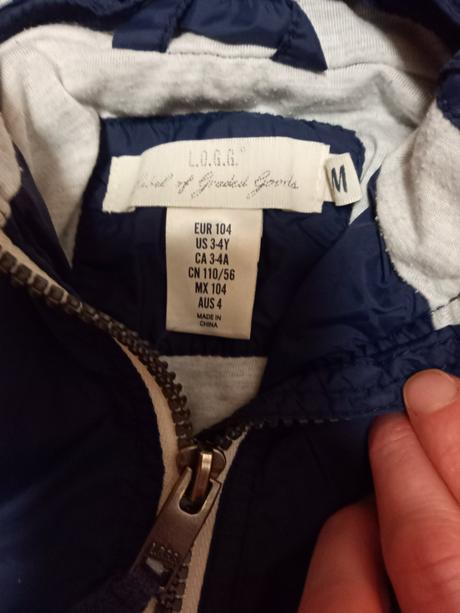 L.O.G.G.®
Label of Graded Goods
M
EUR 104
US 3-4Y
CA 3-4A
CN 110/56
MX 104
AUS 4
MADE IN
CHINA
LOGG